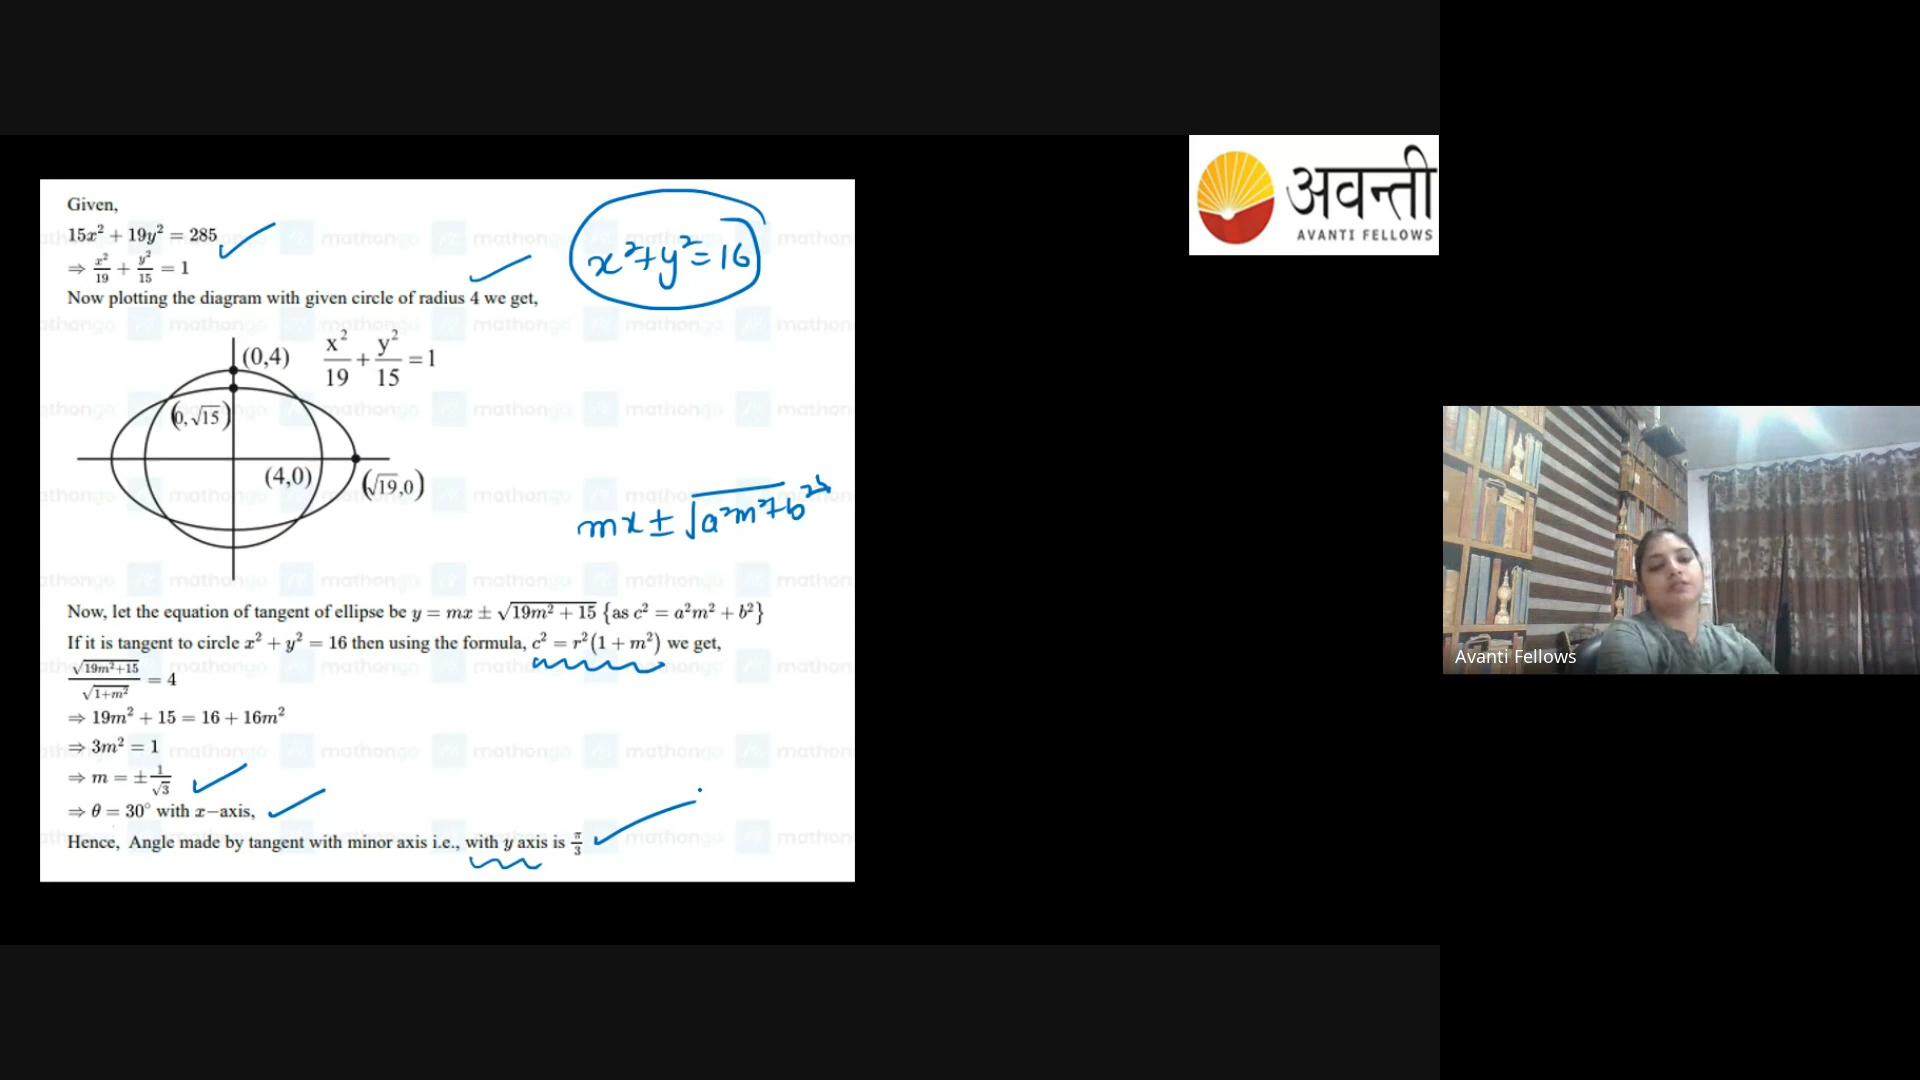 Given,
15x² + 19y² = 285
⇒ x²/19 + y²/15 = 1
x²+y²=16
Now plotting the diagram with given circle of radius 4 we get,
(0,4)
x²/19 + y²/15 = 1
(0,√15)
(4,0)
(√19,0)
mx ± √a²m²+b²
Now, let the equation of tangent of ellipse be y = mx ± √19m² + 15 {as c² = a²m² + b²}
If it is tangent to circle x² + y² = 16 then using the formula, c² = r²(1 + m²) we get,
√19m²+15/√1+m² = 4
⇒ 19m² + 15 = 16 + 16m²
⇒ 3m² = 1
⇒ m = ±1/√3
⇒ θ = 30° with x−axis,
Hence, Angle made by tangent with minor axis i.e., with y axis is π/3
अवन्ती
AVANTI FELLOWS
Avanti Fellows
mathongo